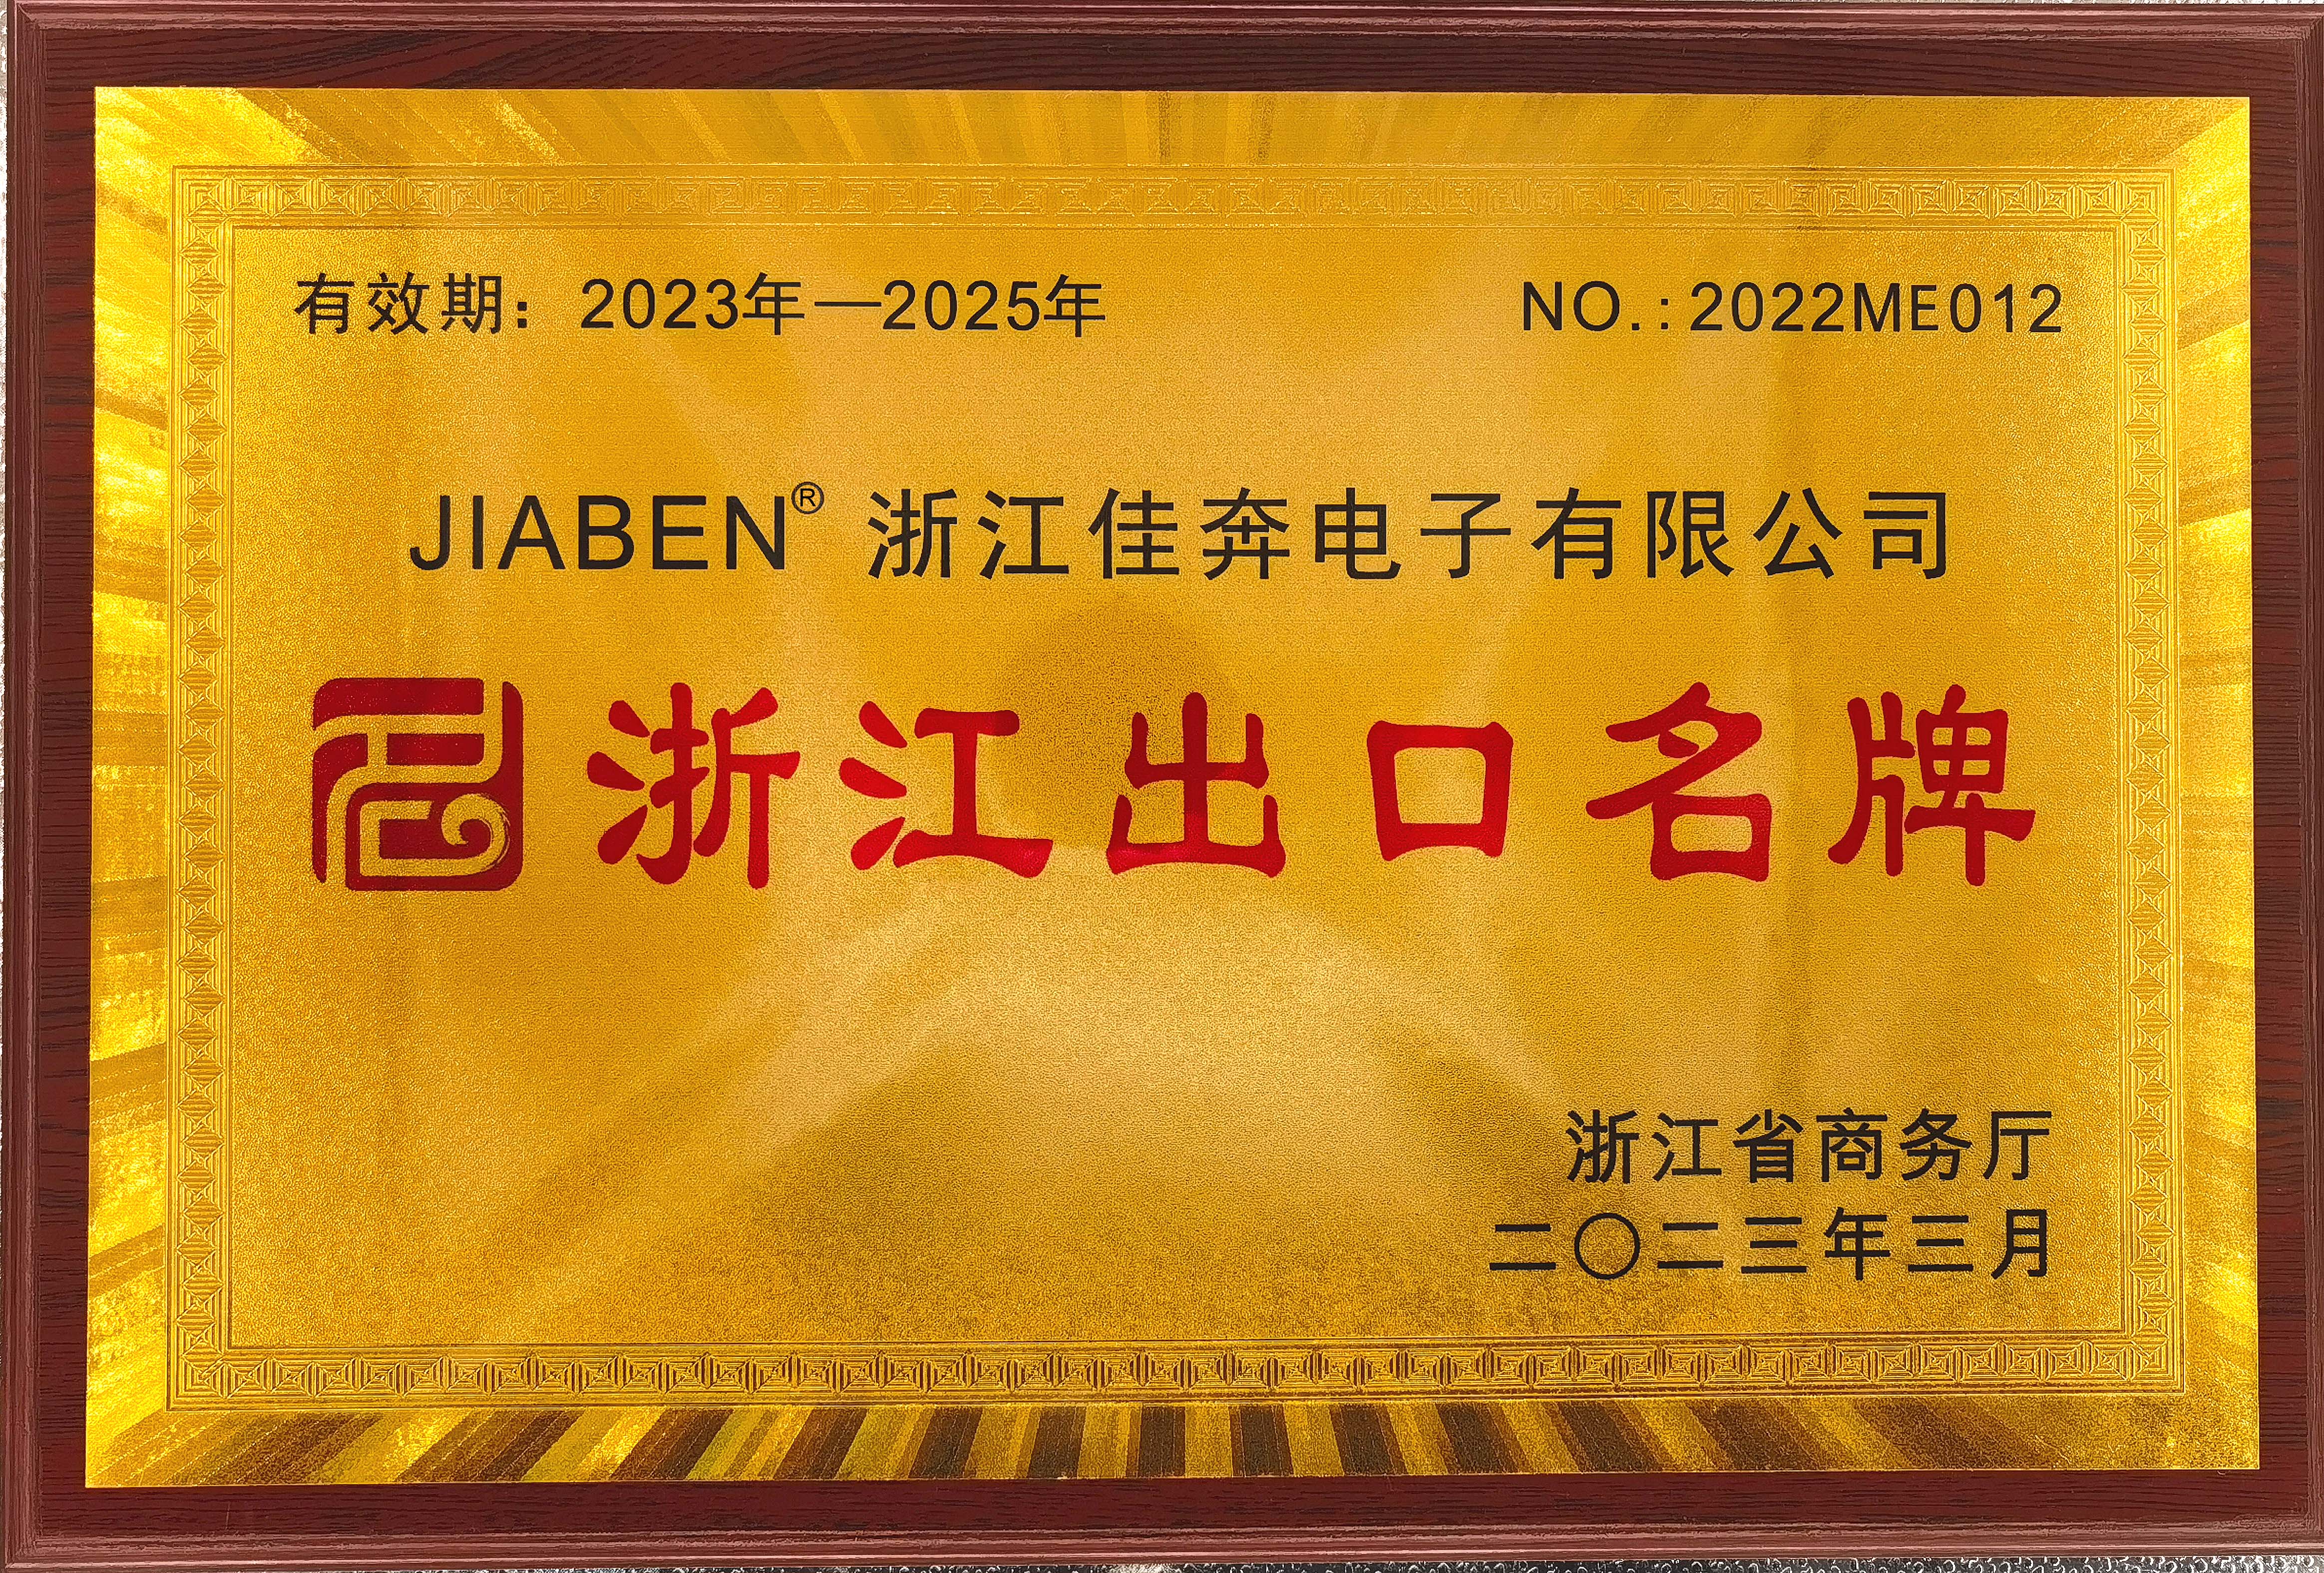 有效期：2023年—2025年
NO.:2022ME012
JIABEN® 浙江佳奔电子有限公司
浙江出口名牌
浙江省商务厅
二〇二三年三月